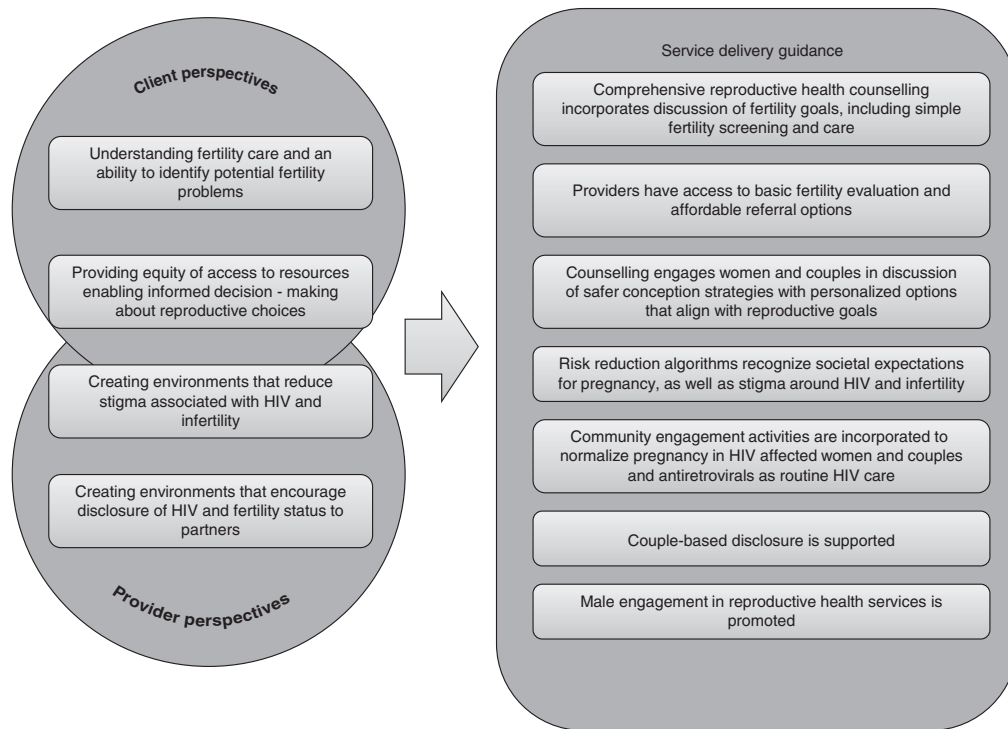 Client perspectives
Understanding fertility care and an
ability to identify potential fertility
problems
Providing equity of access to resources
enabling informed decision - making
about reproductive choices
Creating environments that reduce
stigma associated with HIV and
infertility
Creating environments that encourage
disclosure of HIV and fertility status to
partners
Provider perspectives
Service delivery guidance
Comprehensive reproductive health counselling
incorporates discussion of fertility goals, including simple
fertility screening and care
Providers have access to basic fertility evaluation and
affordable referral options
Counselling engages women and couples in discussion
of safer conception strategies with personalized options
that align with reproductive goals
Risk reduction algorithms recognize societal expectations
for pregnancy, as well as stigma around HIV and infertility
Community engagement activities are incorporated to
normalize pregnancy in HIV affected women and couples
and antiretrovirals as routine HIV care
Couple-based disclosure is supported
Male engagement in reproductive health services is
promoted